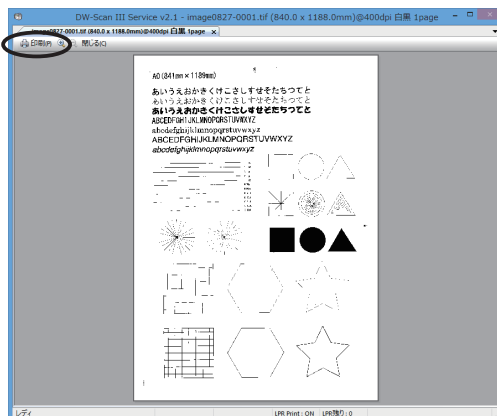 DW-Scan III Service v2.1 - image0827-0001.tif (840.0 x 1188.0mm)@400dpi 白黒 1page
image0827-0001.tif (840.0 x 1188.0mm)@400dpi 白黒 1page x
印刷(P) 閉じる(C)
A0 (841mm×1189mm)
あいうえおかきくけこさしすせそたちつてと
あいうえおかきくけこさしすせそたちつてと
あいうえおかきくけこさしすせそたちつてと
ABCEDFGHIJKLMNOPQRSTUVWXYZ
abcdefghijklmnopqrstuvwxyz
ABCEDFGHIJKLMNOPQRSTUVWXYZ
abcdefghijklmnopqrstuvwxyz
レディ LPR Print : ON LPR残り : 0